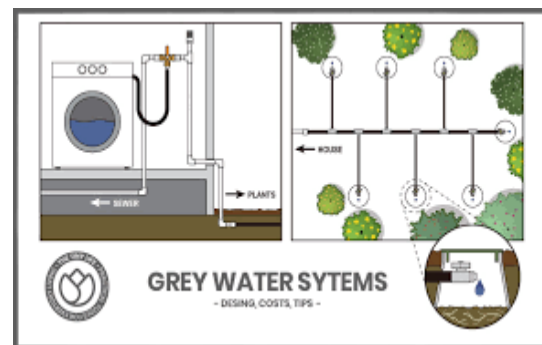 SEWER
PLANTS
HOUSE
GREY WATER SYTEMS
- DESING, COSTS, TIPS -